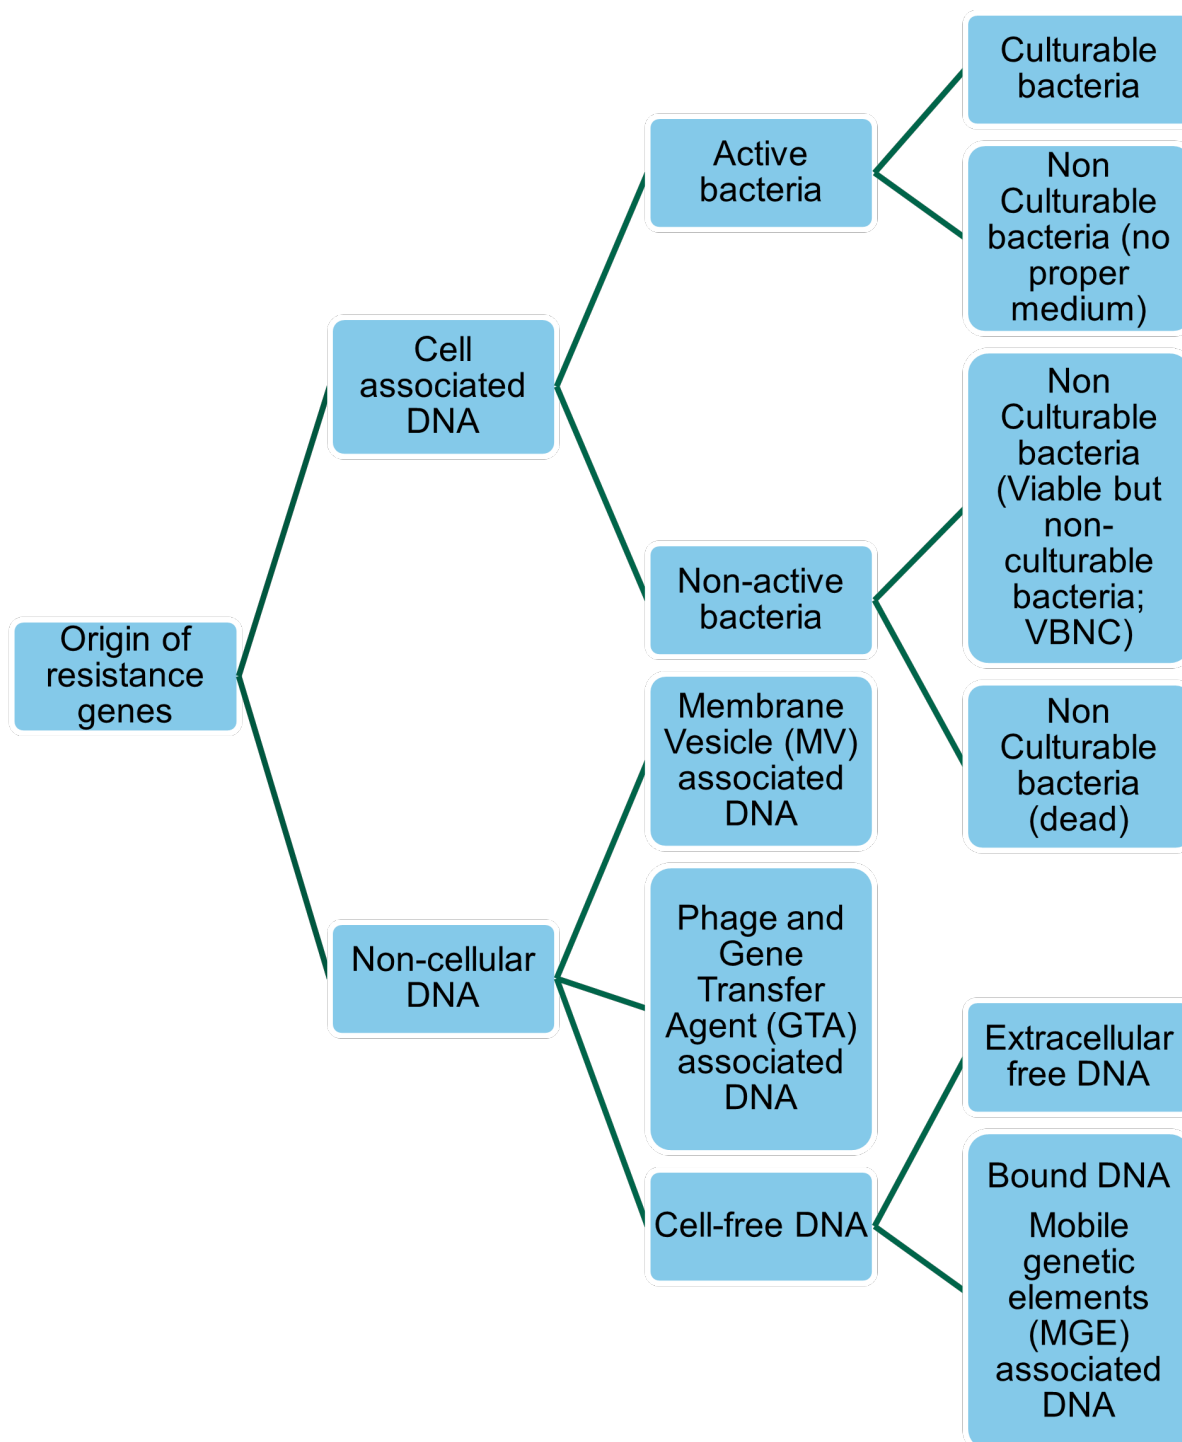 Origin of
resistance
genes
Cell
associated
DNA
Non-cellular
DNA
Active
bacteria
Non-active
bacteria
Membrane
Vesicle (MV)
associated
DNA
Phage and
Gene
Transfer
Agent (GTA)
associated
DNA
Cell-free DNA
Culturable
bacteria
Non
Culturable
bacteria (no
proper
medium)
Non
Culturable
bacteria
(Viable but
non-
culturable
bacteria;
VBNC)
Non
Culturable
bacteria
(dead)
Extracellular
free DNA
Bound DNA
Mobile
genetic
elements
(MGE)
associated
DNA